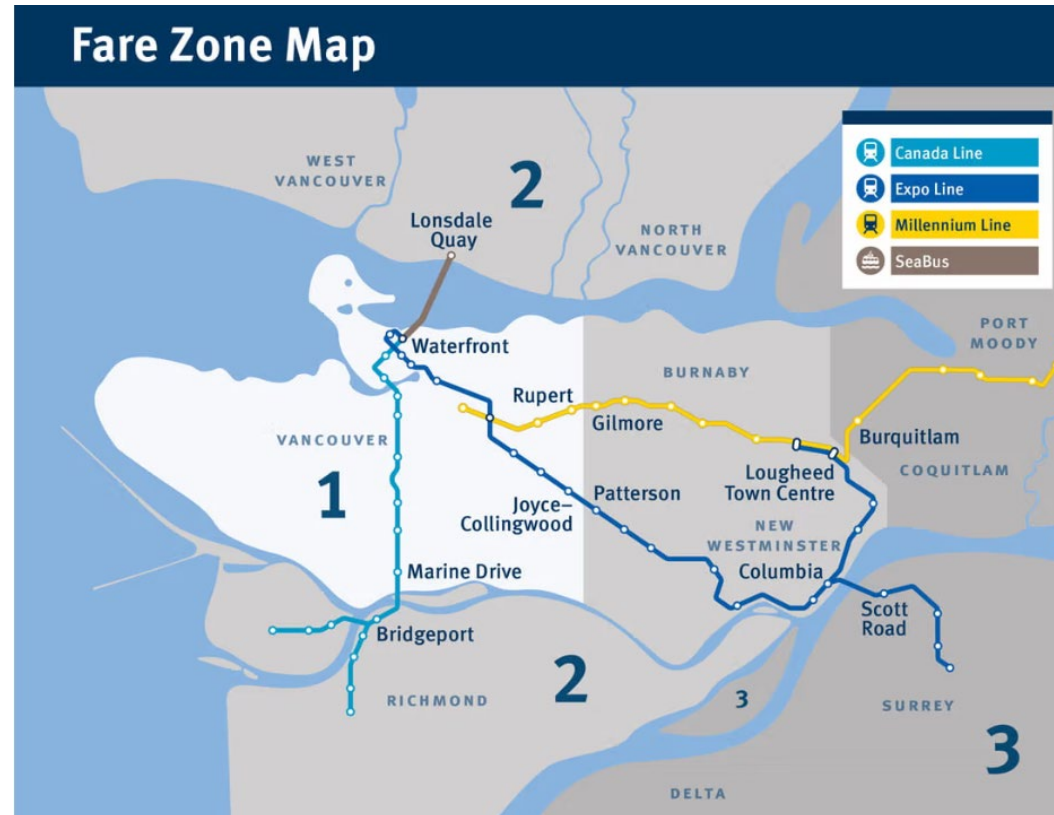 Fare Zone Map
Canada Line
Expo Line
Millennium Line
SeaBus
WEST
VANCOUVER
2
Lonsdale
Quay
NORTH
VANCOUVER
PORT
MOODY
Waterfront
BURNABY
Rupert
Gilmore
VANCOUVER
Burquitlam
1
Lougheed
Town Centre
COQUITLAM
Joyce–
Collingwood
Patterson
NEW
WESTMINSTER
Marine Drive
Columbia
Scott
Road
Bridgeport
RICHMOND
2
3
SURREY
3
DELTA